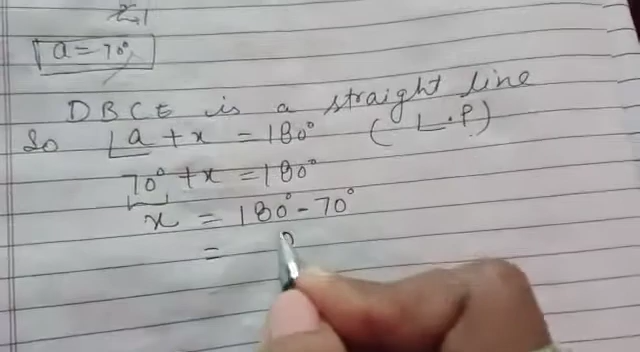 a = 70°
DBCE is a straight line
So ∠a + x = 180° (L.P)
70° + x = 180°
x = 180° - 70°
=